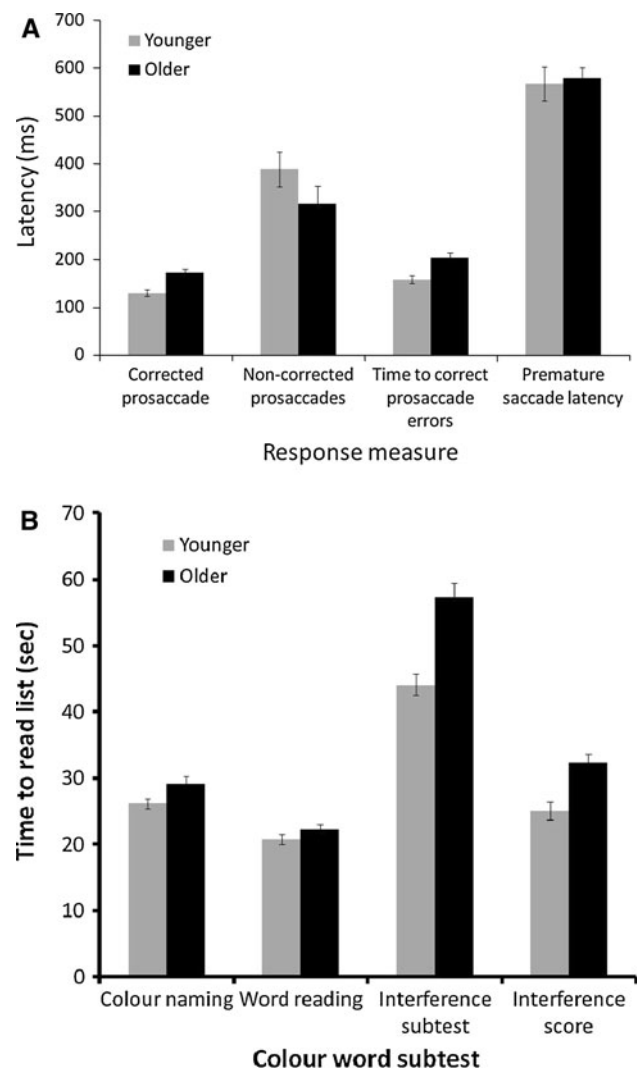 A
700
600
500
400
300
200
100
0
Latency (ms)
Younger
Older
Corrected prosaccade
Non-corrected prosaccades
Time to correct prosaccade errors
Premature saccade latency
Response measure
B
70
60
50
40
30
20
10
0
Time to read list (sec)
Younger
Older
Colour naming
Word reading
Interference subtest
Interference score
Colour word subtest